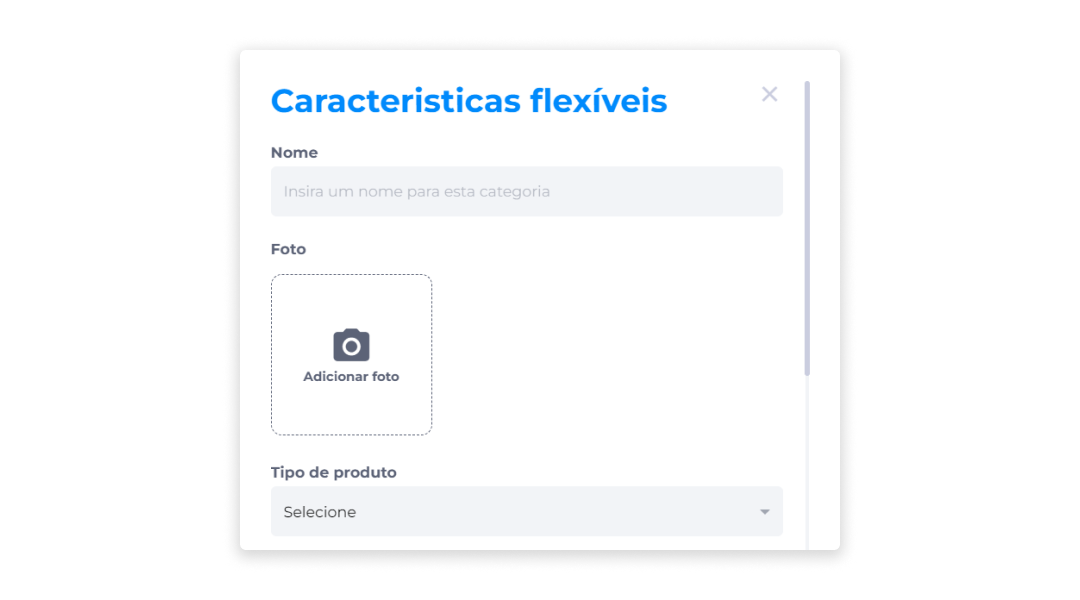 Caracteristicas flexíveis
Nome
Insira um nome para esta categoria
Foto
Adicionar foto
Tipo de produto
Selecione